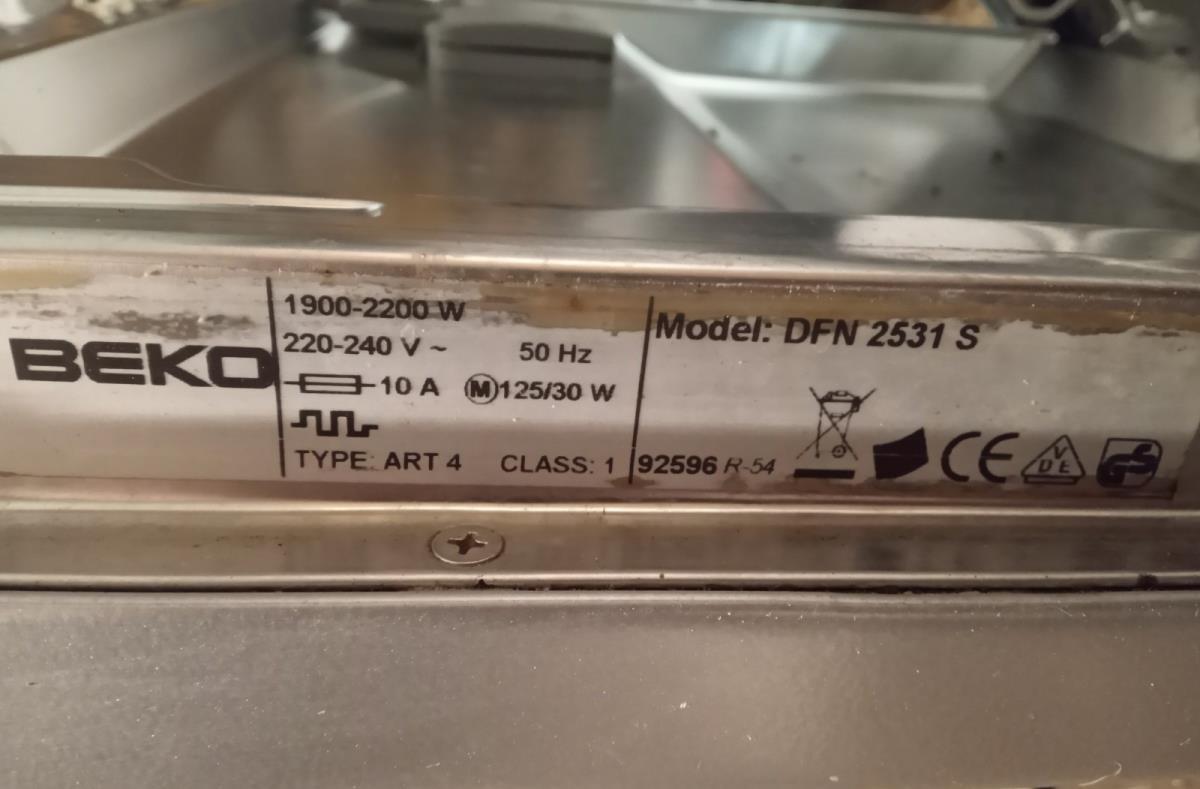 BEKO
1900-2200 W
220-240 V ~ 50 Hz
10 A M 125/30 W
TYPE: ART 4 CLASS: 1
Model: DFN 2531 S
92596 R-54 CE VDE GS